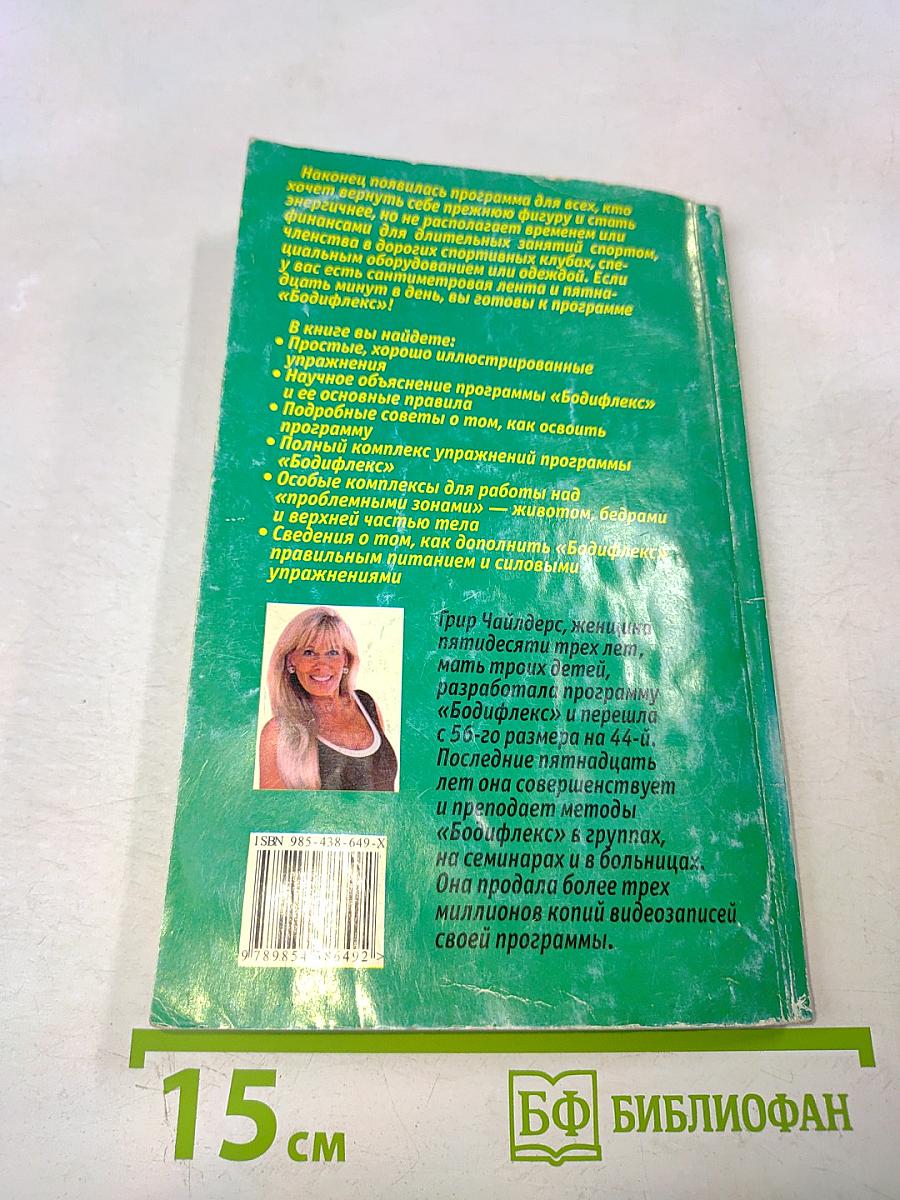 Наконец появилась программа для всех, кто
хочет вернуть себе прежнюю фигуру и стать
энергичнее, но не располагает временем или
финансами для длительных занятий спортом,
членства в дорогих спортивных клубах, спе-
циальным оборудованием или одеждой. Если
у вас есть сантиметровая лента и пятна-
дцать минут в день, вы готовы к программе
«Бодифлекс»!
В книге вы найдете:
• Простые, хорошо иллюстрированные
упражнения
• Научное объяснение программы «Бодифлекс»
и ее основные правила
• Подробные советы о том, как освоить
программу
• Полный комплекс упражнений программы
«Бодифлекс»
• Особые комплексы для работы над
«проблемными зонами» — животом, бедрами
и верхней частью тела
• Сведения о том, как дополнить «Бодифлекс»
правильным питанием и силовыми
упражнениями
Грир Чайлдерс, женщина
пятидесяти трех лет,
мать троих детей,
разработала программу
«Бодифлекс» и перешла
с 56-го размера на 44-й.
Последние пятнадцать
лет она совершенствует
и преподает методы
«Бодифлекс» в группах,
на семинарах и в больницах.
Она продала более трех
миллионов копий видеозаписей
своей программы.
ISBN 985-438-649-X
9 789854 386492 >
15 см
БФ БИБЛИОФАН